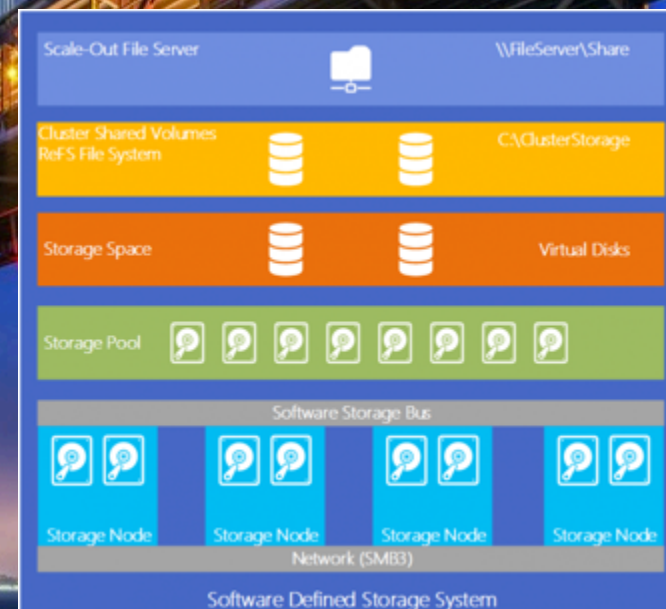 Scale-Out File Server
\\FileServer\Share
Cluster Shared Volumes
ReFS File System
C:\ClusterStorage
Storage Space
Virtual Disks
Storage Pool
Software Storage Bus
Storage Node
Storage Node
Storage Node
Storage Node
Network (SMB3)
Software Defined Storage System